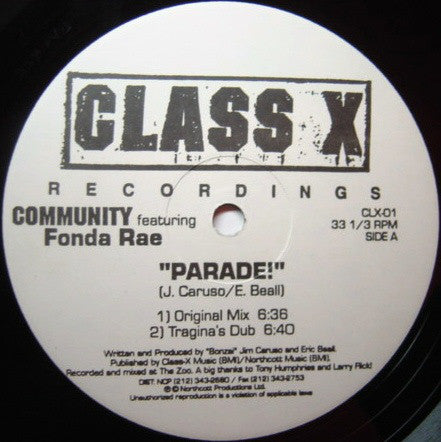 CLASS X
RECORDINGS
COMMUNITY featuring
Fonda Rae
CLX-01
33 1/3 RPM
SIDE A
"PARADE!"
(J. Caruso/E. Beall)
1) Original Mix 6:36
2) Tragina's Dub 6:40
Written and Produced by "Bonzai" Jim Caruso and Eric Beall.
Published by Class-X Music (BMI)/Northcott Music (BMI).
Recorded and mixed at The Zoo. A big thanks to Tony Humphries and Larry Flick!
DIST NCP (212) 343-2680 / Fax (212) 343-2753
℗ © Northcott Productions Ltd.
Unauthorized reproduction is a violation of applicable laws